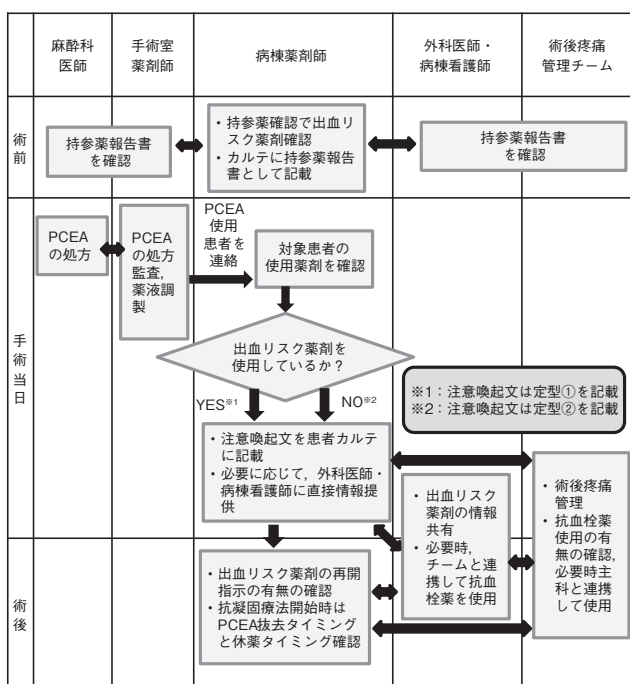 麻酔科
医師
手術室
薬剤師
病棟薬剤師
外科医師・
病棟看護師
術後疼痛
管理チーム
術
前
持参薬報告書
を確認
・持参薬確認で出血リ
スク薬剤確認
・カルテに持参薬報告
書として記載
持参薬報告書
を確認
手
術
当
日
PCEA
の処方
PCEA
の処方
監査,
薬液調
製
PCEA
使用
患者を
連絡
対象患者の
使用薬剤を確認
出血リスク薬剤を
使用しているか?
YES※1
NO※2
※1：注意喚起文は定型①を記載
※2：注意喚起文は定型②を記載
・注意喚起文を患者カルテ
に記載
・必要に応じて，外科医師・
病棟看護師に直接情報提
供
・出血リスク
薬剤の情報
共有
・必要時，
チームと連
携して抗血
栓薬を使用
・術後疼痛
管理
・抗血栓薬
使用の有
無の確認,
必要時主
科と連携
して使用
術
後
・出血リスク薬剤の再開
指示の有無の確認
・抗凝固療法開始時は
PCEA抜去タイミング
と休薬タイミング確認